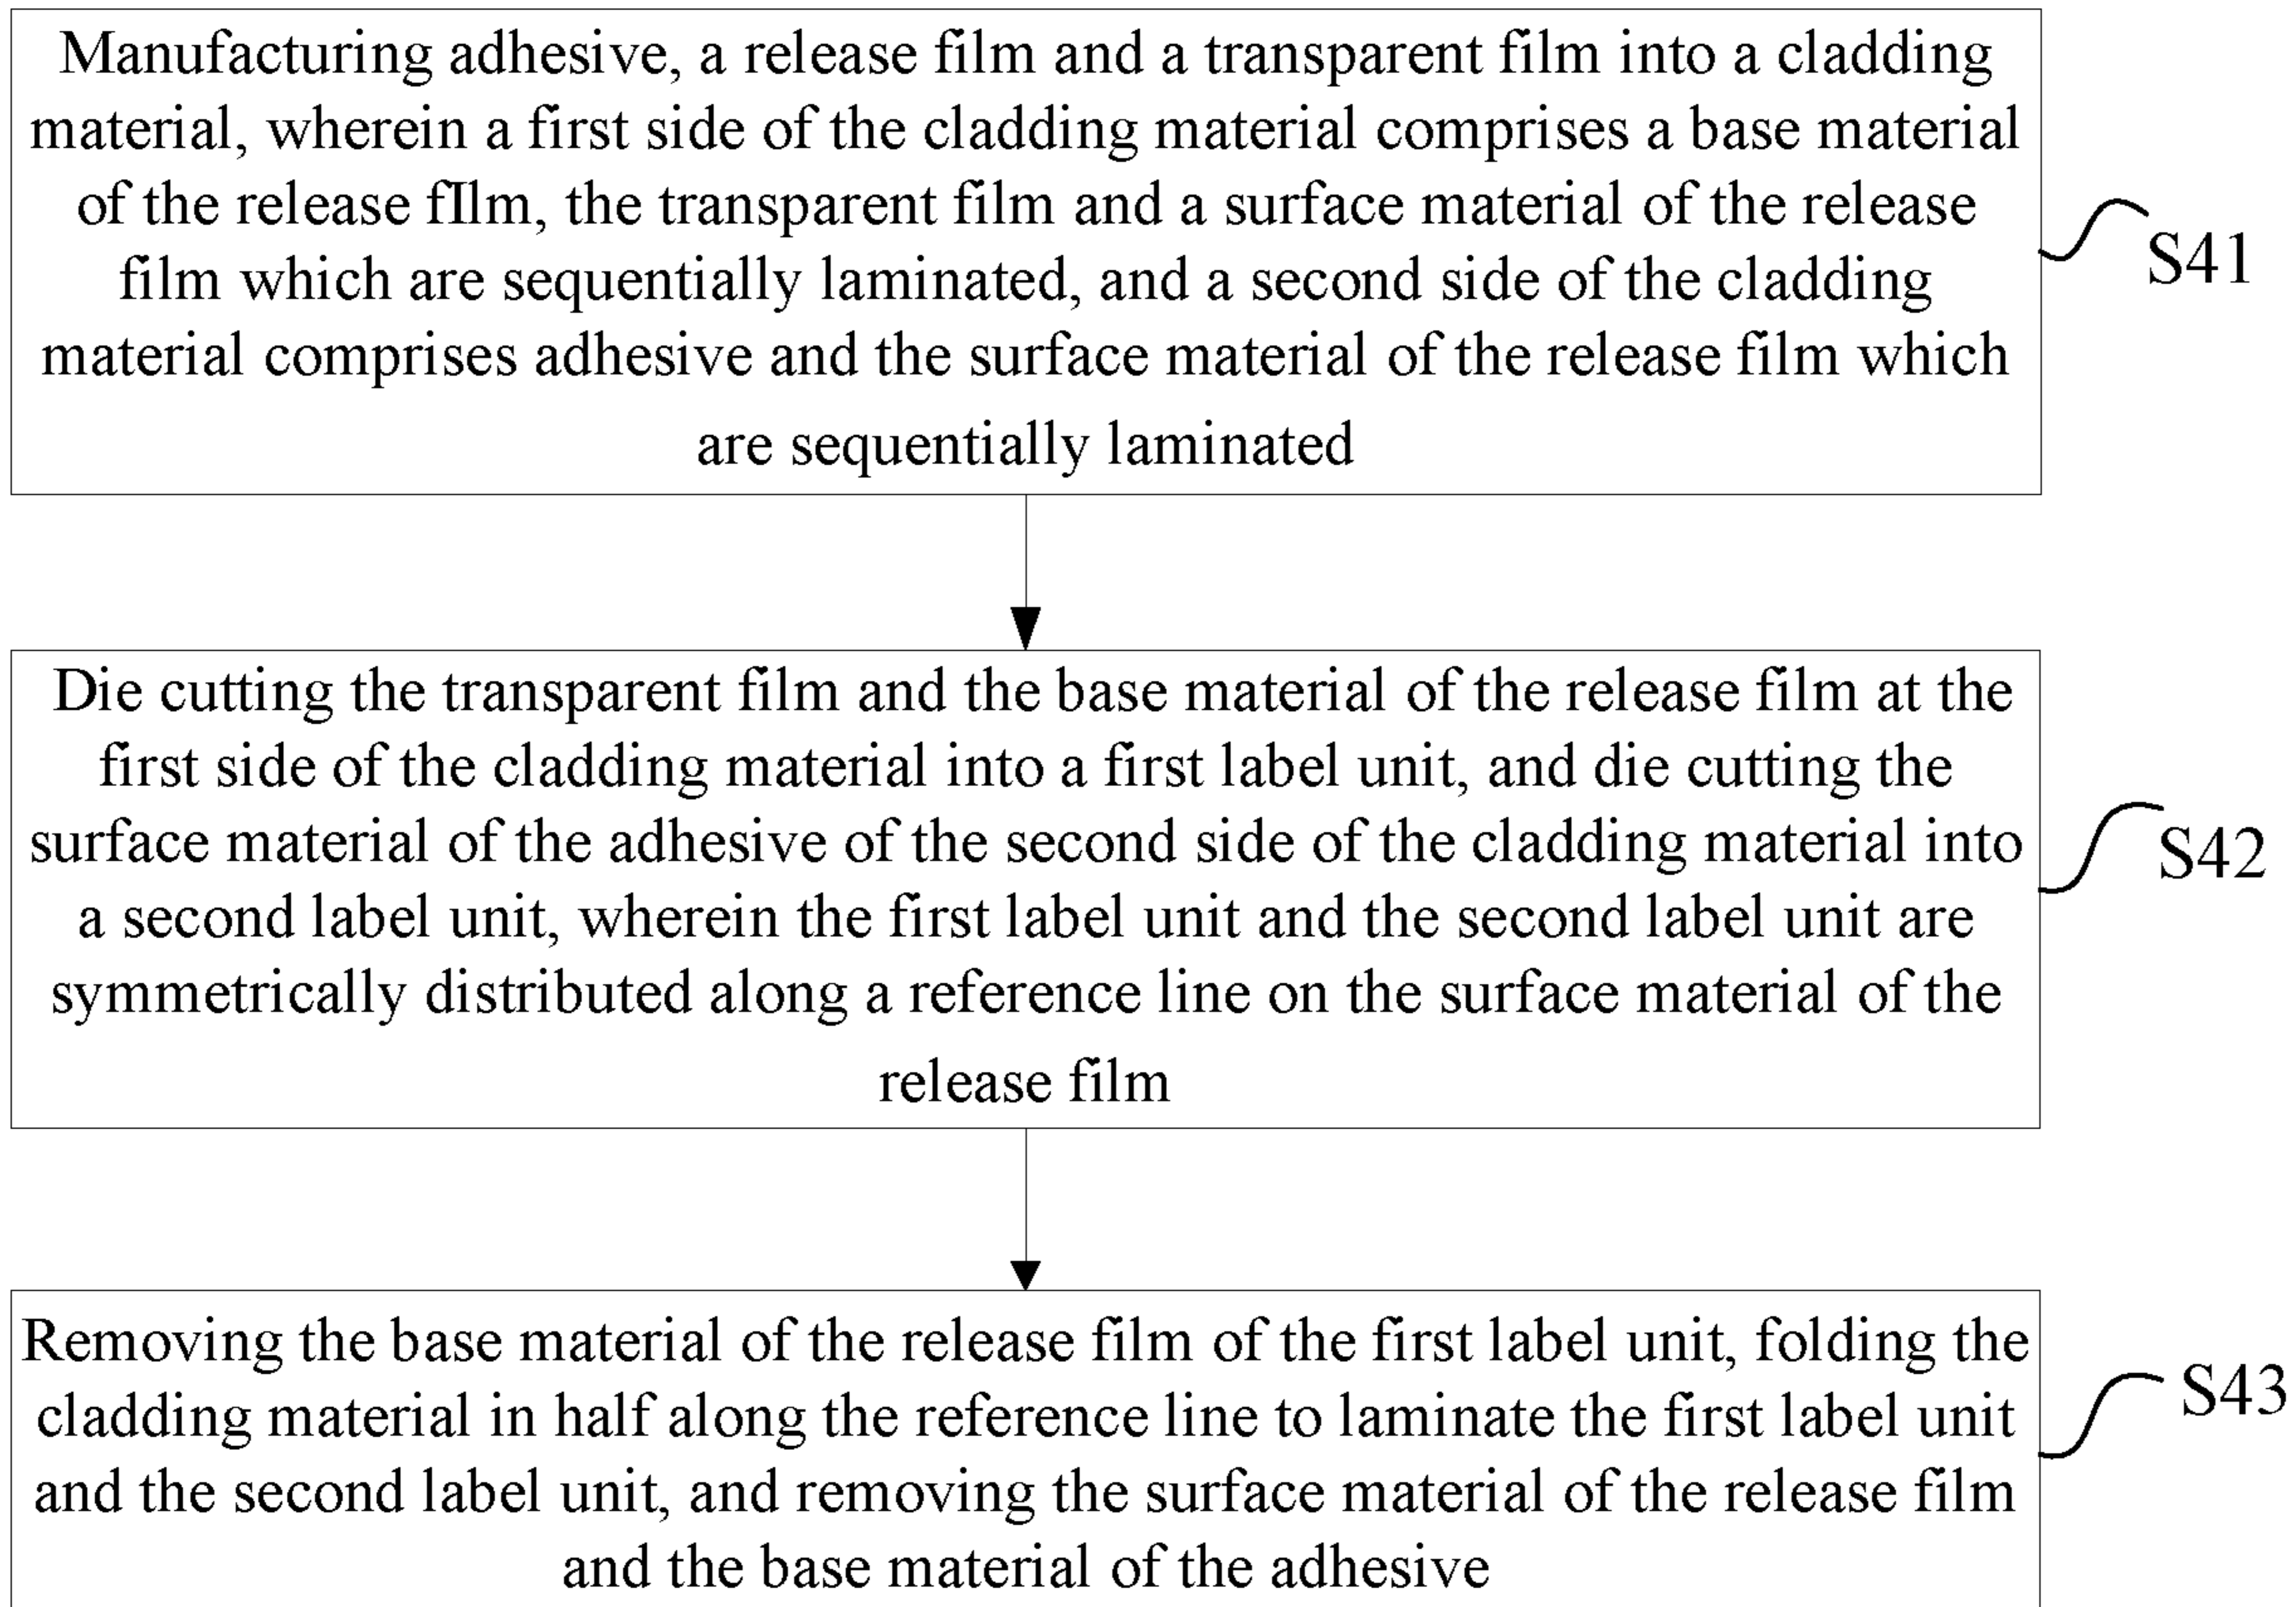 Manufacturing adhesive, a release film and a transparent film into a cladding
material, wherein a first side of the cladding material comprises a base material
of the release fIlm, the transparent film and a surface material of the release
film which are sequentially laminated, and a second side of the cladding
material comprises adhesive and the surface material of the release film which
are sequentially laminated
S41
Die cutting the transparent film and the base material of the release film at the
first side of the cladding material into a first label unit, and die cutting the
surface material of the adhesive of the second side of the cladding material into
a second label unit, wherein the first label unit and the second label unit are
symmetrically distributed along a reference line on the surface material of the
release film
S42
Removing the base material of the release film of the first label unit, folding the
cladding material in half along the reference line to laminate the first label unit
and the second label unit, and removing the surface material of the release film
and the base material of the adhesive
S43